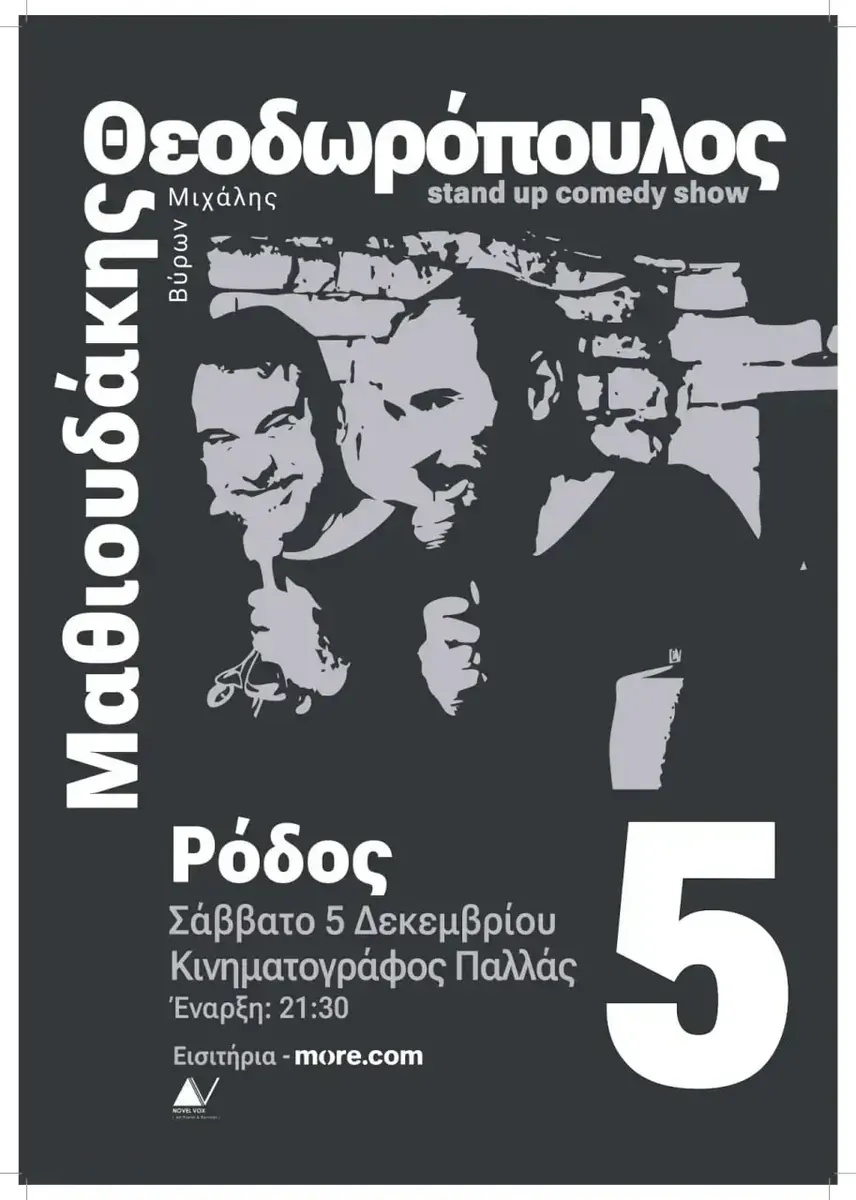 Θεοδωρόπουλος
Μιχάλης
stand up comedy show
Βύρων
Μαθιουδάκης
Ρόδος
Σάββατο 5 Δεκεμβρίου
Κινηματογράφος Παλλάς
Έναρξη: 21:30
Εισιτήρια - more.com
5
NOVEL VOX